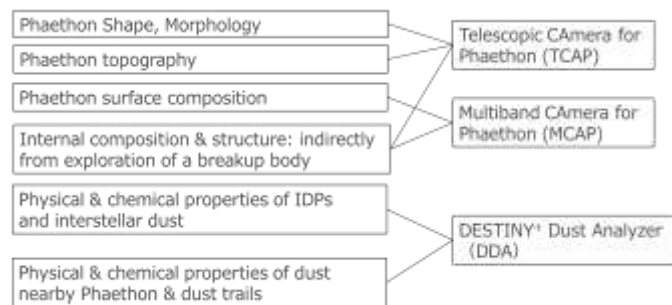 Phaethon Shape, Morphology
Phaethon topography
Phaethon surface composition
Internal composition & structure: indirectly
from exploration of a breakup body
Physical & chemical properties of IDPs
and interstellar dust
Physical & chemical properties of dust
nearby Phaethon & dust trails
Telescopic CAmera for
Phaethon (TCAP)
Multiband CAmera for
Phaethon (MCAP)
DESTINY⁺ Dust Analyzer
(DDA)